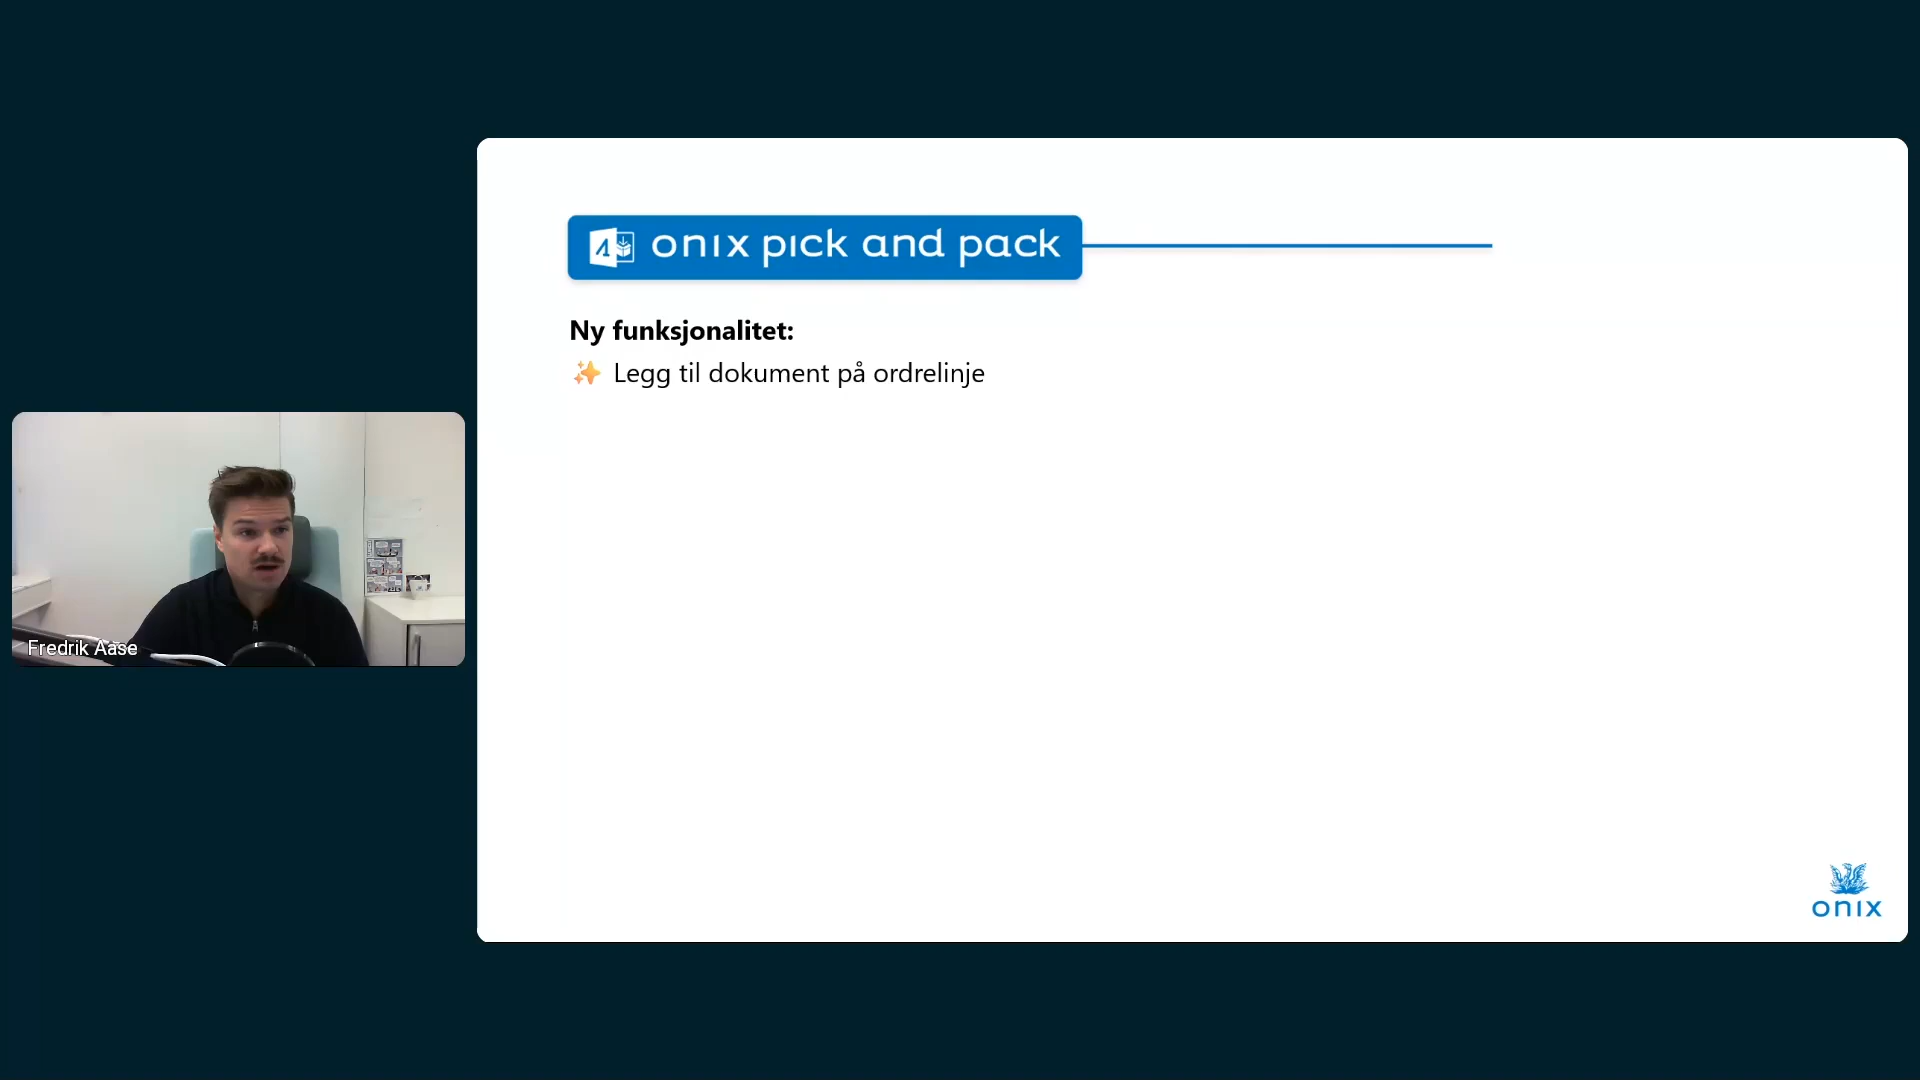 onix pick and pack
Ny funksjonalitet:
✨ Legg til dokument på ordrelinje
Fredrik Aase
onix